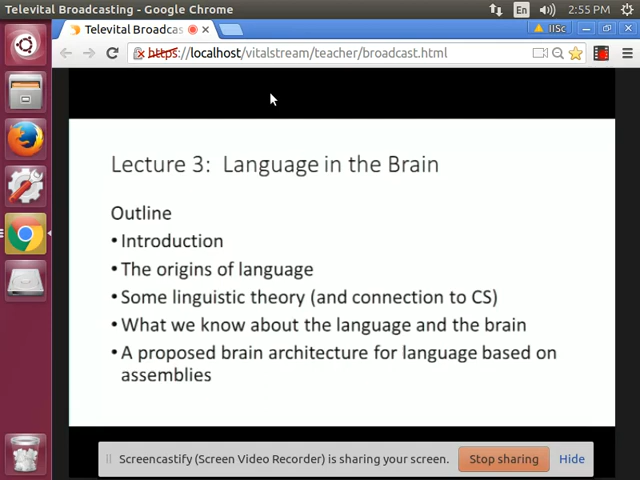 Televital Broadcasting - Google Chrome
En
2:55 PM
Televital Broadcas
IISc
https://localhost/vitalstream/teacher/broadcast.html
Lecture 3: Language in the Brain
Outline
• Introduction
• The origins of language
• Some linguistic theory (and connection to CS)
• What we know about the language and the brain
• A proposed brain architecture for language based on
assemblies
Screencastify (Screen Video Recorder) is sharing your screen.
Stop sharing
Hide